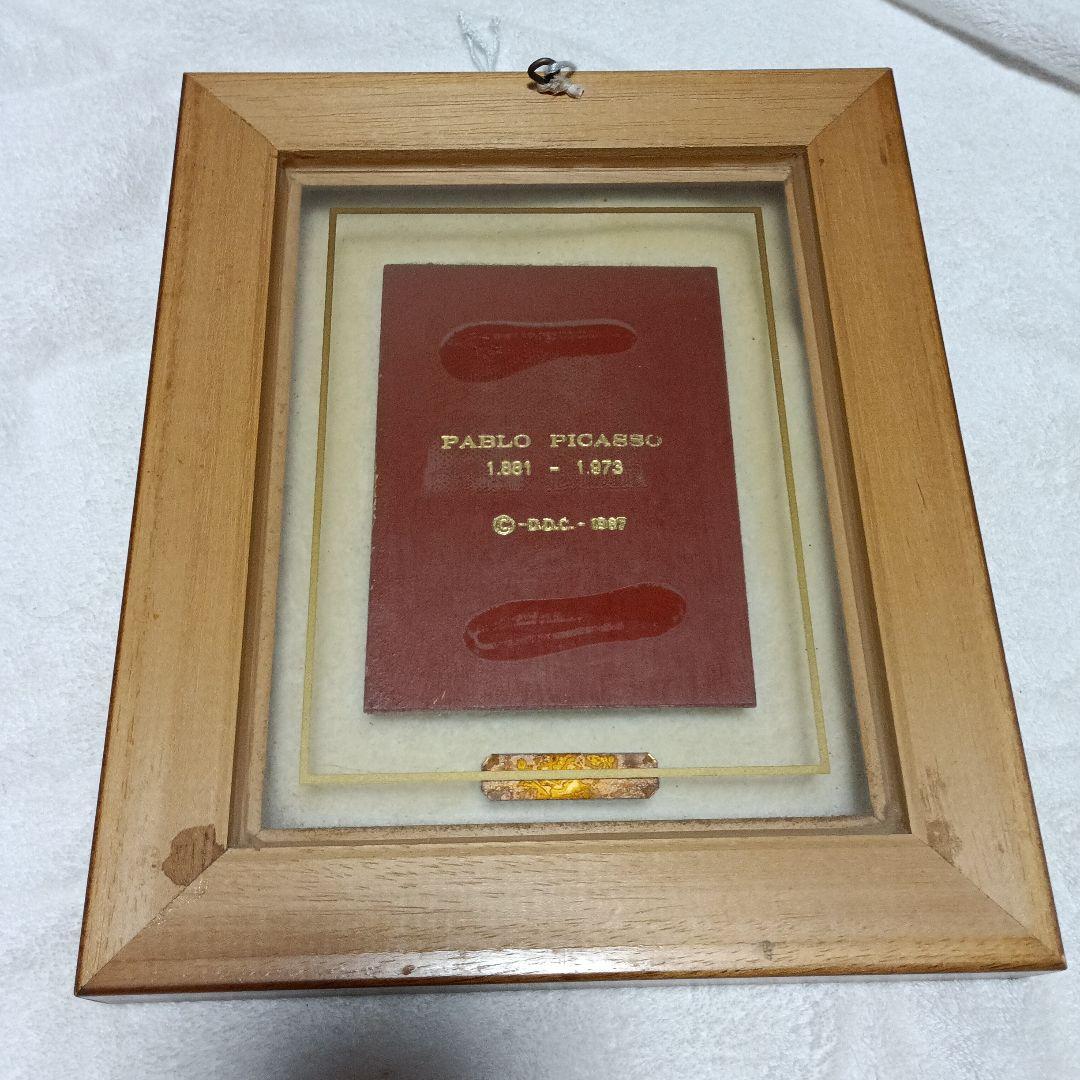 PABLO PICASSO
1.881 - 1.973
© - D.D.C. - 1987